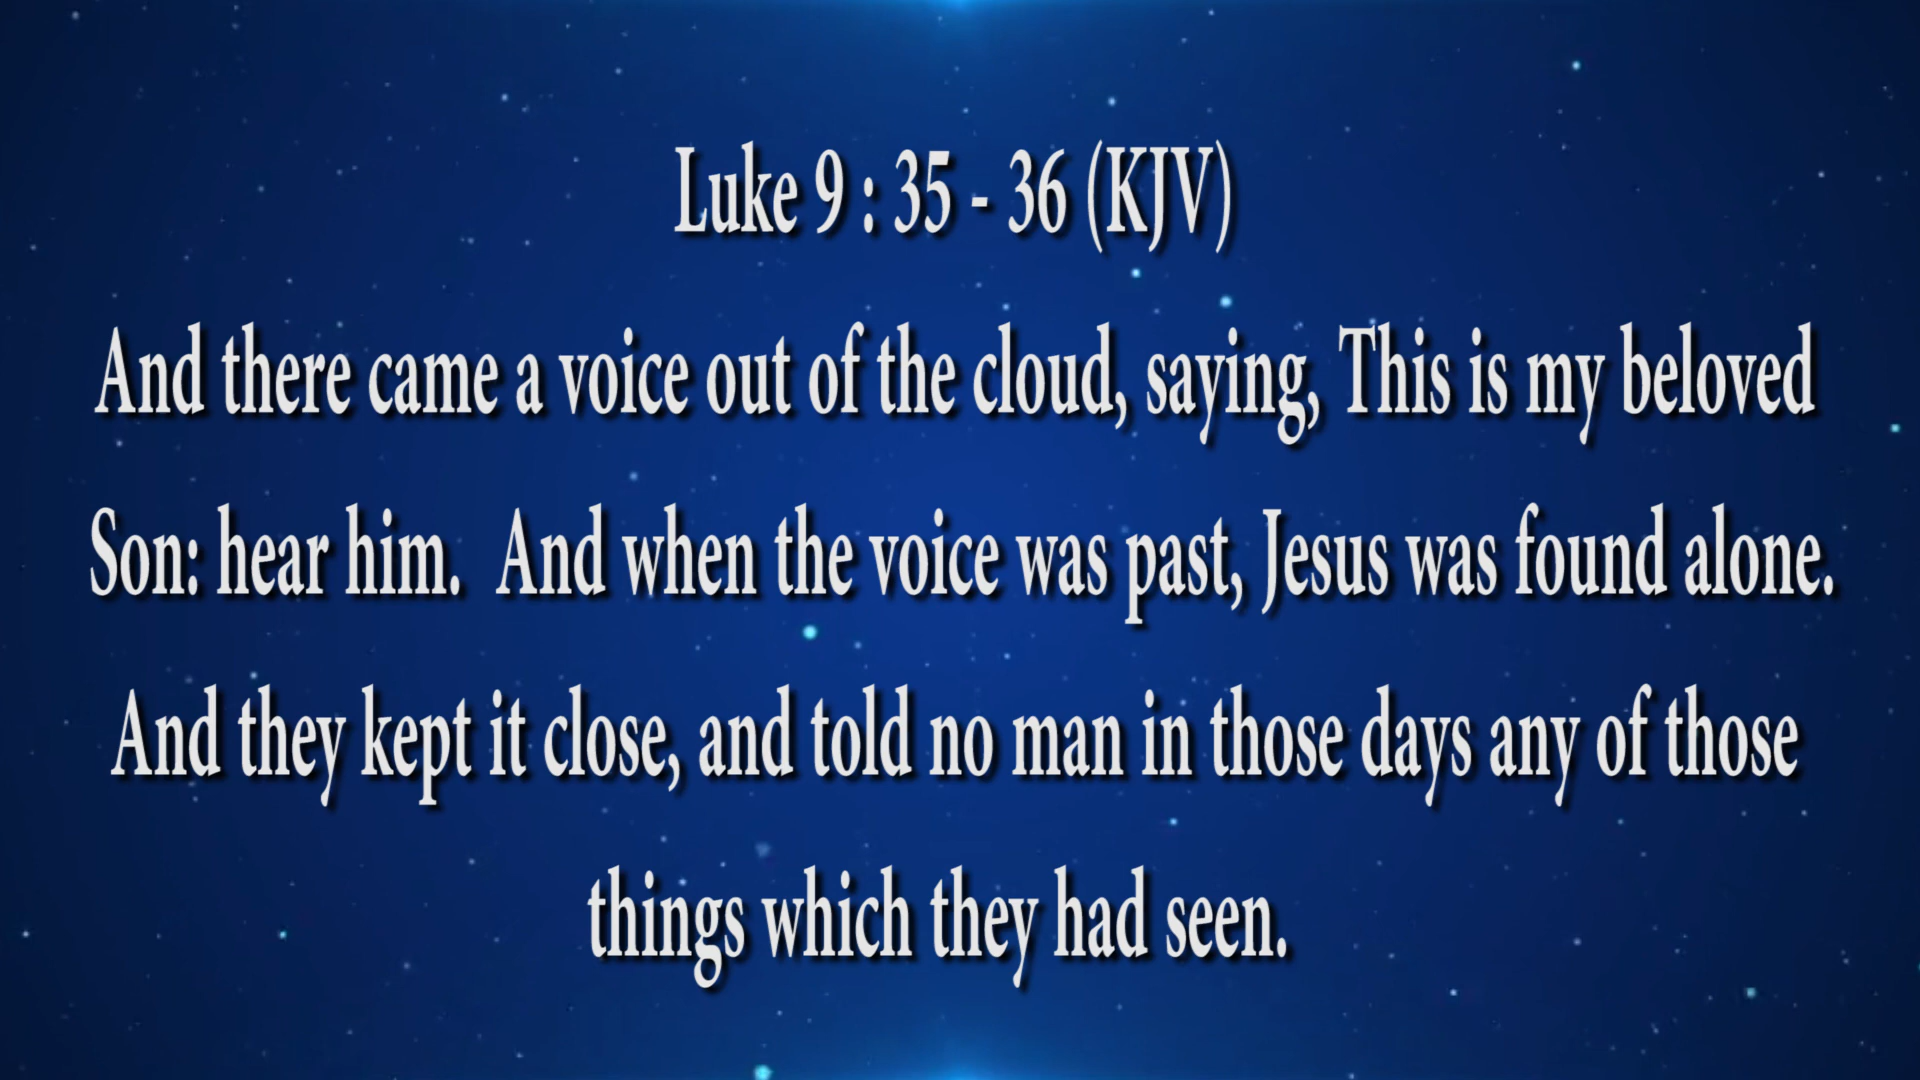 Luke 9 : 35 - 36 (KJV)
And there came a voice out of the cloud, saying, This is my beloved
Son: hear him.  And when the voice was past, Jesus was found alone.
And they kept it close, and told no man in those days any of those
things which they had seen.